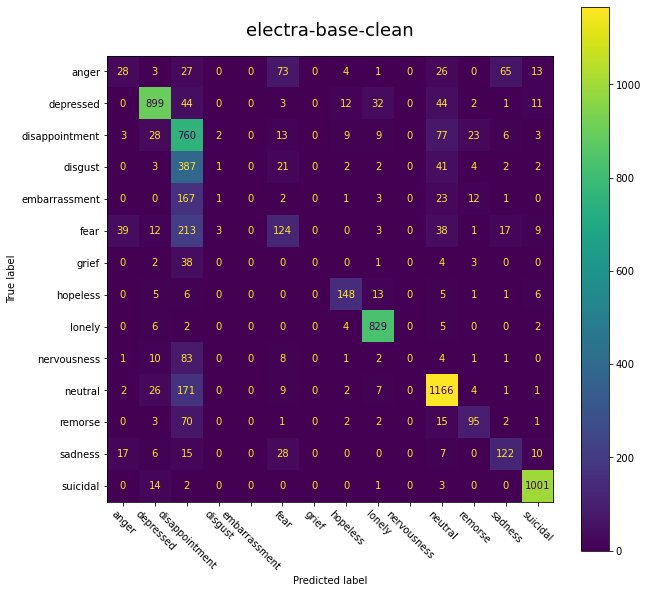 electra-base-clean
anger 28 3 27 0 0 73 0 4 1 0 26 0 65 13
depressed 0 899 44 0 0 3 0 12 32 0 44 2 1 11
disappointment 3 28 760 2 0 13 0 9 9 0 77 23 6 3
disgust 0 3 387 1 0 21 0 2 2 0 41 4 2 2
embarrassment 0 0 167 1 0 2 0 1 3 0 23 12 1 0
fear 39 12 213 3 0 124 0 0 3 0 38 1 17 9
grief 0 2 38 0 0 0 0 0 1 0 4 3 0 0
hopeless 0 5 6 0 0 0 0 148 13 0 5 1 1 6
lonely 0 6 2 0 0 0 0 4 829 0 5 0 0 2
nervousness 1 10 83 0 0 8 0 1 2 0 4 1 1 0
neutral 2 26 171 0 0 9 0 2 7 0 1166 4 1 1
remorse 0 3 70 0 0 1 0 2 2 0 15 95 2 1
sadness 17 6 15 0 0 28 0 0 0 0 7 0 122 10
suicidal 0 14 2 0 0 0 0 0 1 0 3 0 0 1001
anger depressed disappointment disgust embarrassment fear grief hopeless lonely nervousness neutral remorse sadness suicidal
Predicted label
True label
1000
800
600
400
200
0